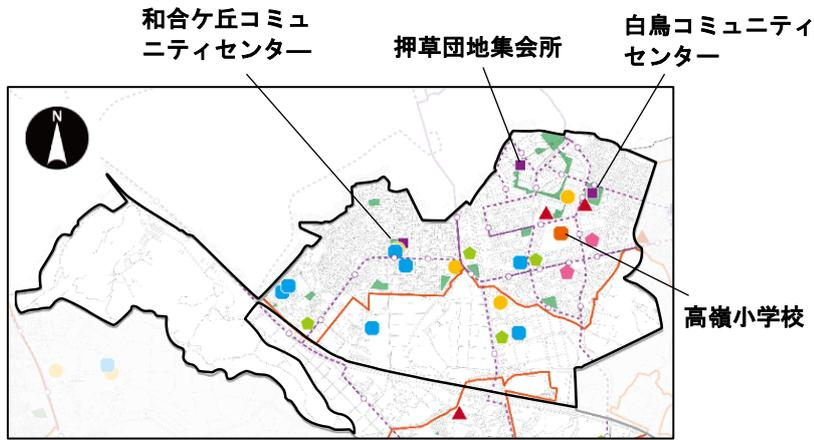 和合ケ丘コミュ
ニティセンター
押草団地集会所
白鳥コミュニティ
センター
N
高嶺小学校